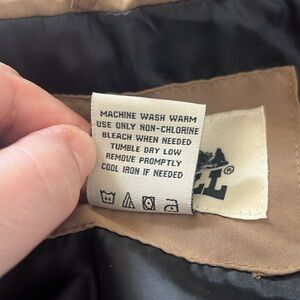 MACHINE WASH WARM
USE ONLY NON-CHLORINE
BLEACH WHEN NEEDED
TUMBLE DRY LOW
REMOVE PROMPTLY
COOL IRON IF NEEDED